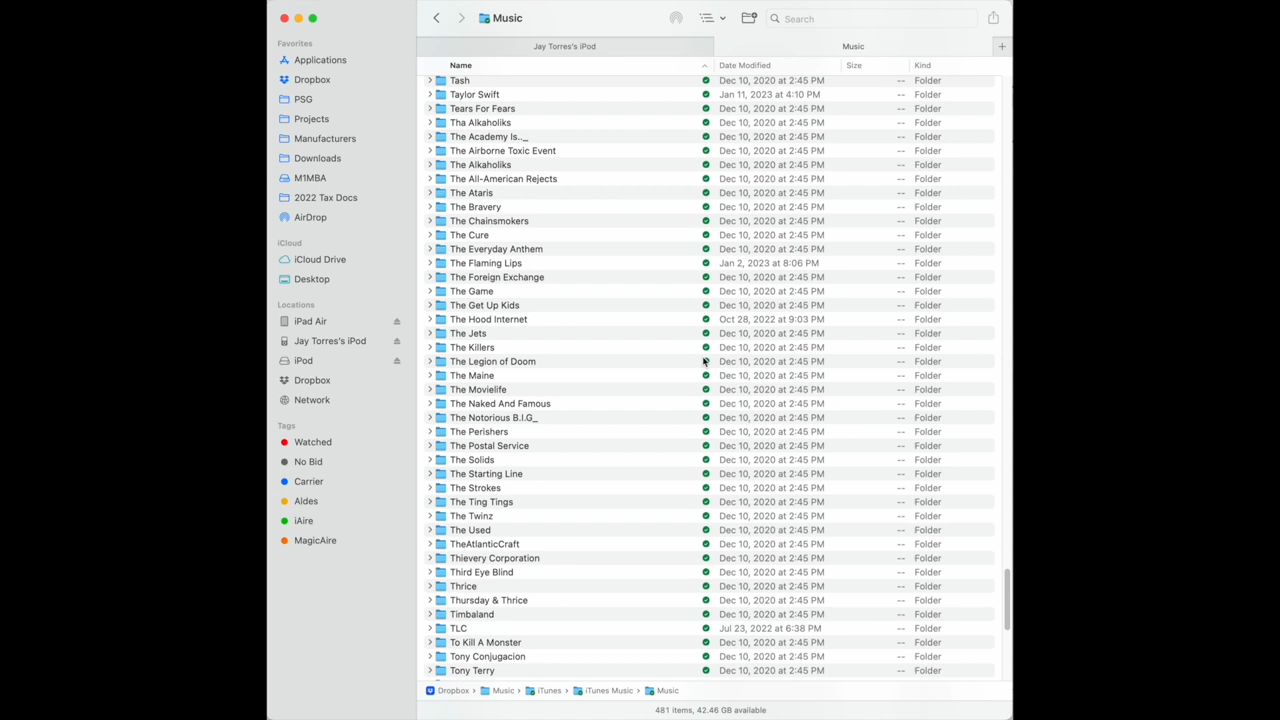 Music
Search
Jay Torres's iPod
Music
Name
Date Modified
Size
Kind
Favorites
Applications
Dropbox
PSG
Projects
Manufacturers
Downloads
M1MBA
2022 Tax Docs
AirDrop
iCloud
iCloud Drive
Desktop
Locations
iPad Air
Jay Torres's iPod
iPod
Dropbox
Network
Tags
Watched
No Bid
Carrier
Aldes
iAire
MagicAire
Tash Dec 10, 2020 at 2:45 PM -- Folder
Taylor Swift Jan 11, 2023 at 4:10 PM -- Folder
Tears For Fears Dec 10, 2020 at 2:45 PM -- Folder
Tha Alkaholiks Dec 10, 2020 at 2:45 PM -- Folder
The Academy Is.._ Dec 10, 2020 at 2:45 PM -- Folder
The Airborne Toxic Event Dec 10, 2020 at 2:45 PM -- Folder
The Alkaholiks Dec 10, 2020 at 2:45 PM -- Folder
The All-American Rejects Dec 10, 2020 at 2:45 PM -- Folder
The Ataris Dec 10, 2020 at 2:45 PM -- Folder
The Bravery Dec 10, 2020 at 2:45 PM -- Folder
The Chainsmokers Dec 10, 2020 at 2:45 PM -- Folder
The Cure Dec 10, 2020 at 2:45 PM -- Folder
The Everyday Anthem Dec 10, 2020 at 2:45 PM -- Folder
The Flaming Lips Jan 2, 2023 at 8:06 PM -- Folder
The Foreign Exchange Dec 10, 2020 at 2:45 PM -- Folder
The Game Dec 10, 2020 at 2:45 PM -- Folder
The Get Up Kids Dec 10, 2020 at 2:45 PM -- Folder
The Hood Internet Oct 28, 2022 at 9:03 PM -- Folder
The Jets Dec 10, 2020 at 2:45 PM -- Folder
The Killers Dec 10, 2020 at 2:45 PM -- Folder
The Legion of Doom Dec 10, 2020 at 2:45 PM -- Folder
The Maine Dec 10, 2020 at 2:45 PM -- Folder
The Movielife Dec 10, 2020 at 2:45 PM -- Folder
The Naked And Famous Dec 10, 2020 at 2:45 PM -- Folder
The Notorious B.I.G_ Dec 10, 2020 at 2:45 PM -- Folder
The Perishers Dec 10, 2020 at 2:45 PM -- Folder
The Postal Service Dec 10, 2020 at 2:45 PM -- Folder
The Solids Dec 10, 2020 at 2:45 PM -- Folder
The Starting Line Dec 10, 2020 at 2:45 PM -- Folder
The Strokes Dec 10, 2020 at 2:45 PM -- Folder
The Ting Tings Dec 10, 2020 at 2:45 PM -- Folder
The Twinz Dec 10, 2020 at 2:45 PM -- Folder
The Used Dec 10, 2020 at 2:45 PM -- Folder
TheAtlanticCraft Dec 10, 2020 at 2:45 PM -- Folder
Thievery Corporation Dec 10, 2020 at 2:45 PM -- Folder
Third Eye Blind Dec 10, 2020 at 2:45 PM -- Folder
Thrice Dec 10, 2020 at 2:45 PM -- Folder
Thursday & Thrice Dec 10, 2020 at 2:45 PM -- Folder
Timbaland Dec 10, 2020 at 2:45 PM -- Folder
TLC Jul 23, 2022 at 6:38 PM -- Folder
To Kill A Monster Dec 10, 2020 at 2:45 PM -- Folder
Tony Conjugacion Dec 10, 2020 at 2:45 PM -- Folder
Tony Terry Dec 10, 2020 at 2:45 PM -- Folder
Dropbox › Music › iTunes › iTunes Music › Music
481 items, 42.46 GB available